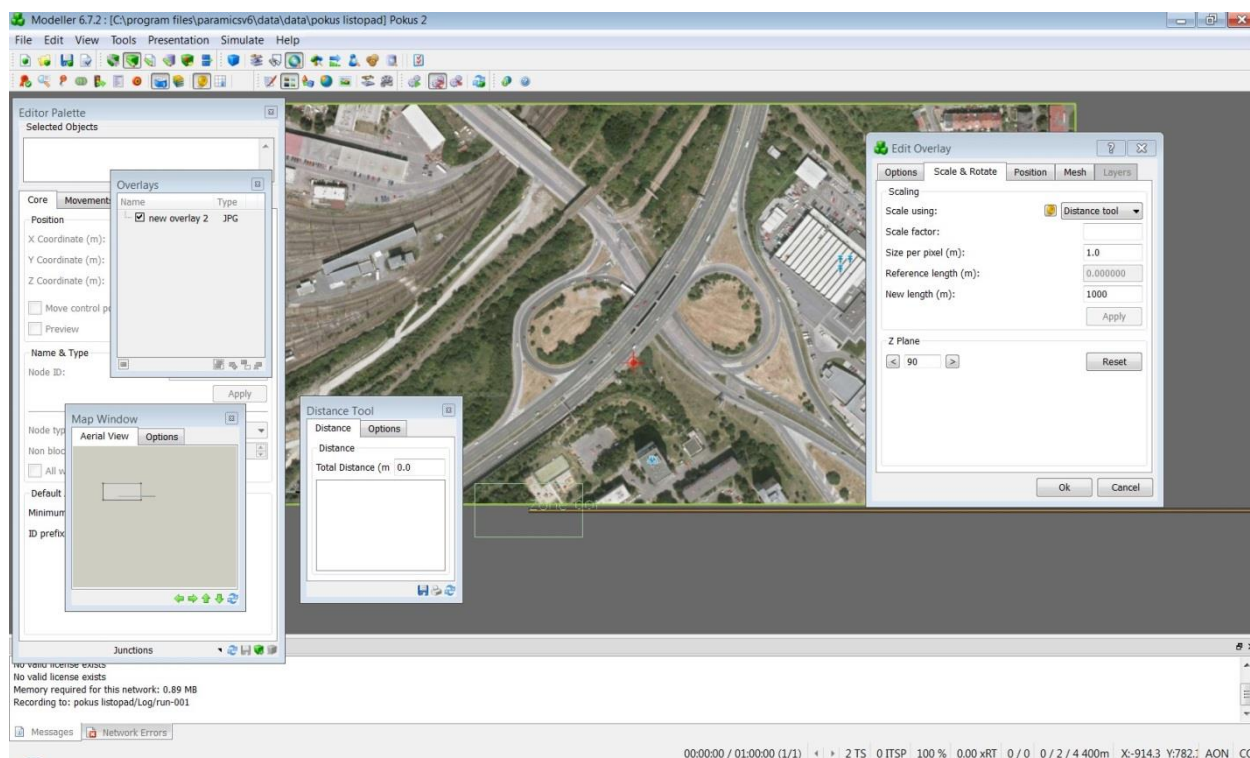 Modeller 6.7.2 : [C:\program files\paramicsv6\data\data\pokus listopad] Pokus 2
File Edit View Tools Presentation Simulate Help
Editor Palette
Selected Objects
Core Movements
Position
X Coordinate (m):
Y Coordinate (m):
Z Coordinate (m):
Move control
Preview
Name & Type
Node ID:
Apply
Node
Non
All
Default
Minimum
ID prefix
Junctions
Overlays
Name Type
new overlay 2 JPG
Map Window
Aerial View Options
Distance Tool
Distance Options
Distance
Total Distance (m 0.0
Edit Overlay
Options Scale & Rotate Position Mesh Layers
Scaling
Scale using: Distance tool
Scale factor:
Size per pixel (m): 1.0
Reference length (m): 0.000000
New length (m): 1000
Apply
Z Plane
< 90 > Reset
Ok Cancel
No valid license exists
No valid license exists
Memory required for this network: 0.89 MB
Recording to: pokus listopad/Log/run-001
Messages Network Errors
00:00:00 / 01:00:00 (1/1) 2 TS 0 ITSP 100 % 0.00 xRT 0 / 0 0 / 2 / 4 400m X:-914.3 Y:782. AON